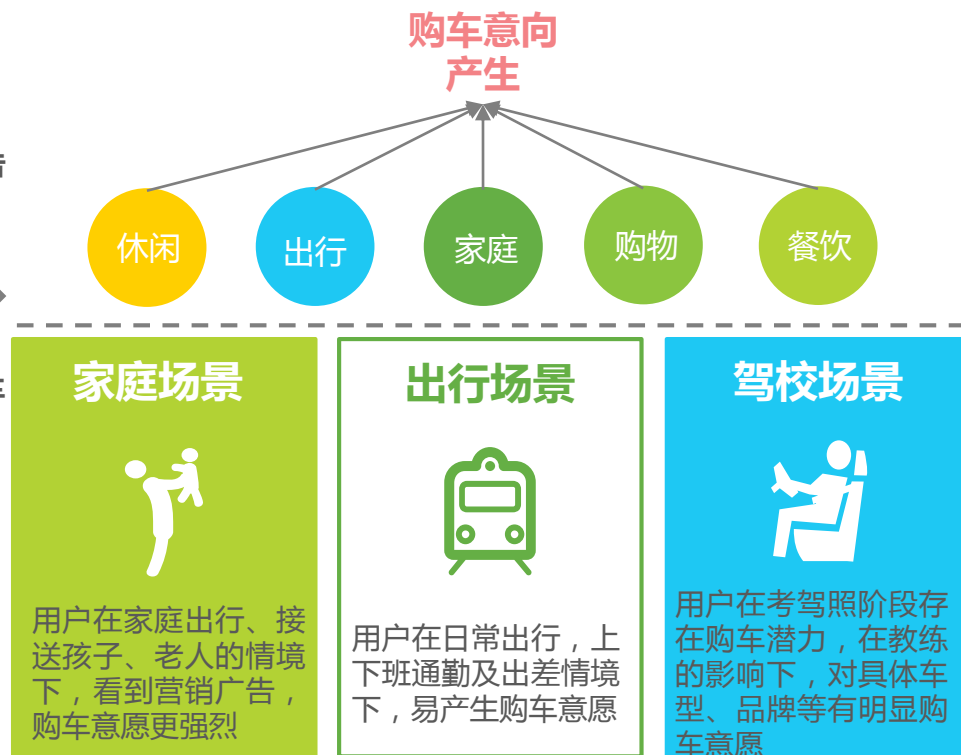 购车意向
产生
休闲
出行
家庭
购物
餐饮
家庭场景
用户在家庭出行、接
送孩子、老人的情境
下，看到营销广告，
购车意愿更强烈
出行场景
用户在日常出行，上
下班通勤及出差情境
下，易产生购车意愿
驾校场景
用户在考驾照阶段存
在购车潜力，在教练
的影响下，对具体车
型、品牌等有明显购
车意愿